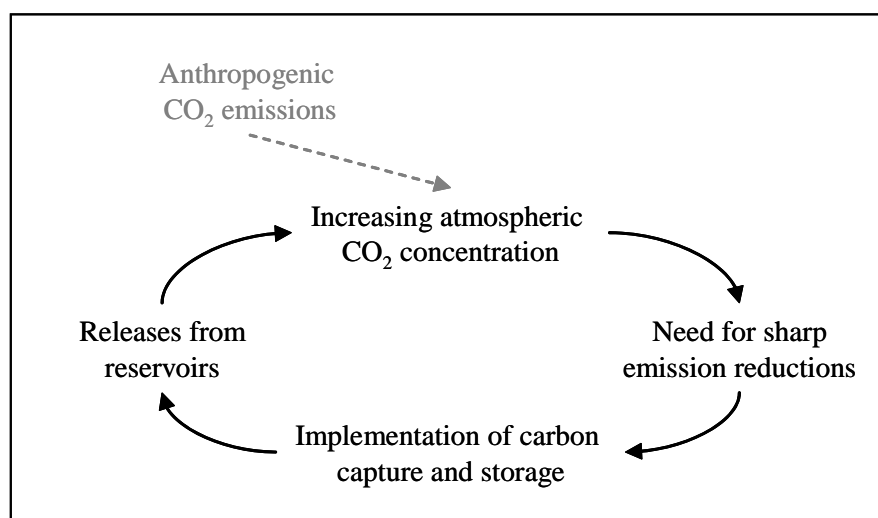 Anthropogenic
CO₂ emissions
Increasing atmospheric
CO₂ concentration
Releases from
reservoirs
Need for sharp
emission reductions
Implementation of carbon
capture and storage